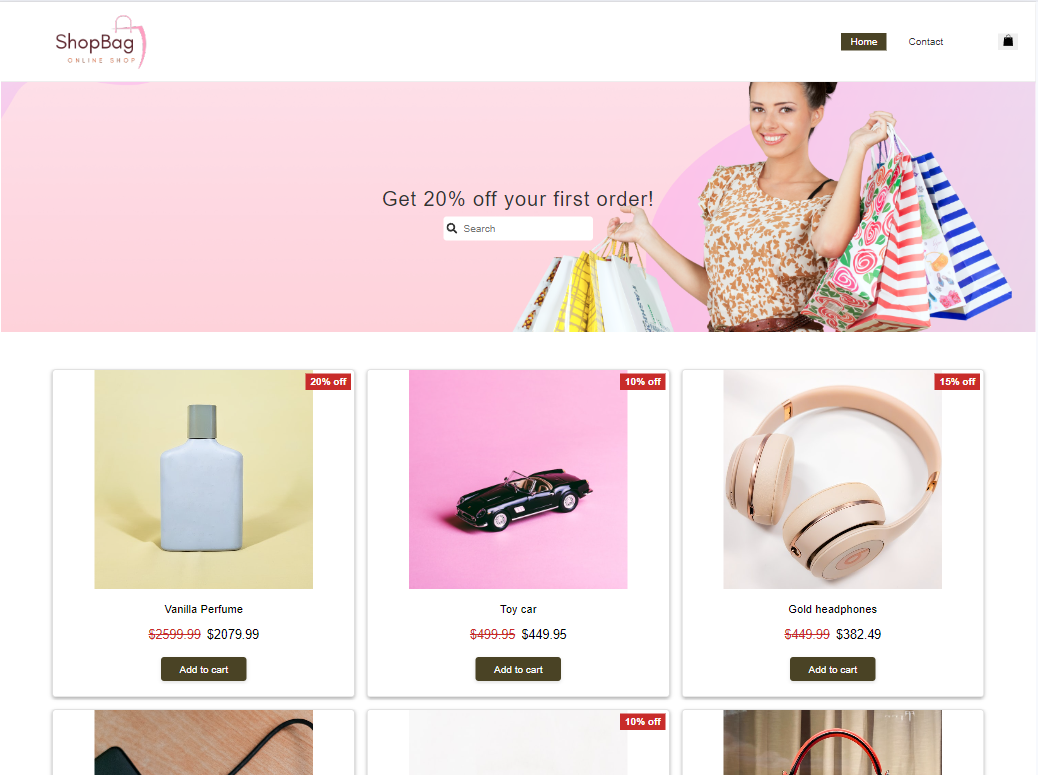 ShopBag
ONLINE SHOP
Home
Contact
Get 20% off your first order!
Search
20% off
10% off
15% off
Vanilla Perfume
Toy car
Gold headphones
$2599.99 $2079.99
$499.95 $449.95
$449.99 $382.49
Add to cart
Add to cart
Add to cart
10% off